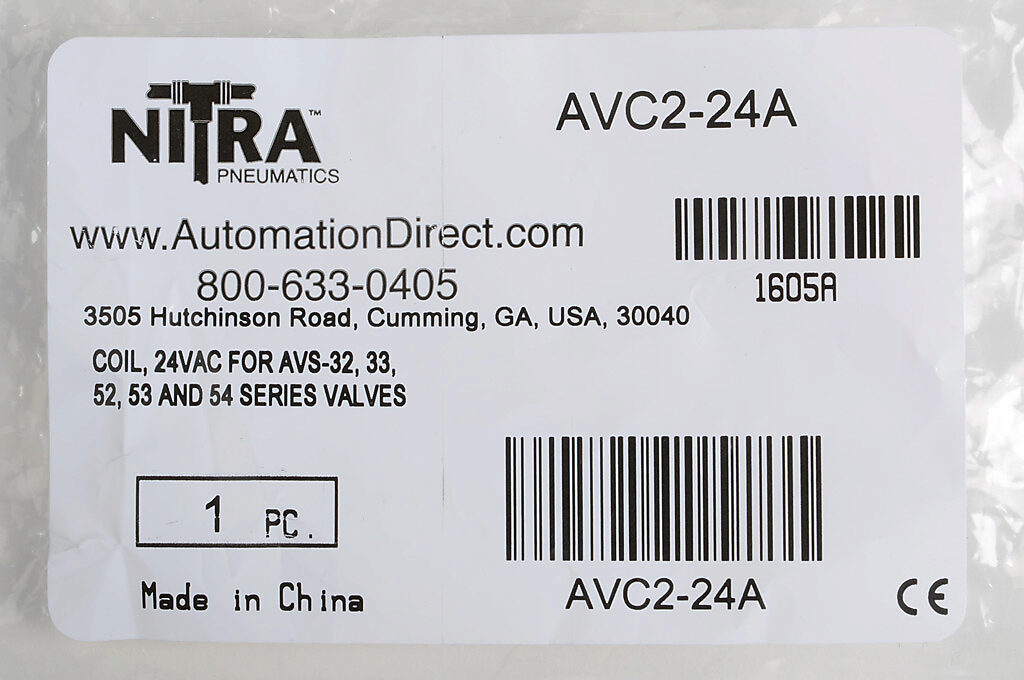 NITRA™
PNEUMATICS
AVC2-24A
www.AutomationDirect.com
800-633-0405
1605A
3505 Hutchinson Road, Cumming, GA, USA, 30040
COIL, 24VAC FOR AVS-32, 33,
52, 53 AND 54 SERIES VALVES
1 PC.
Made in China
AVC2-24A
CE